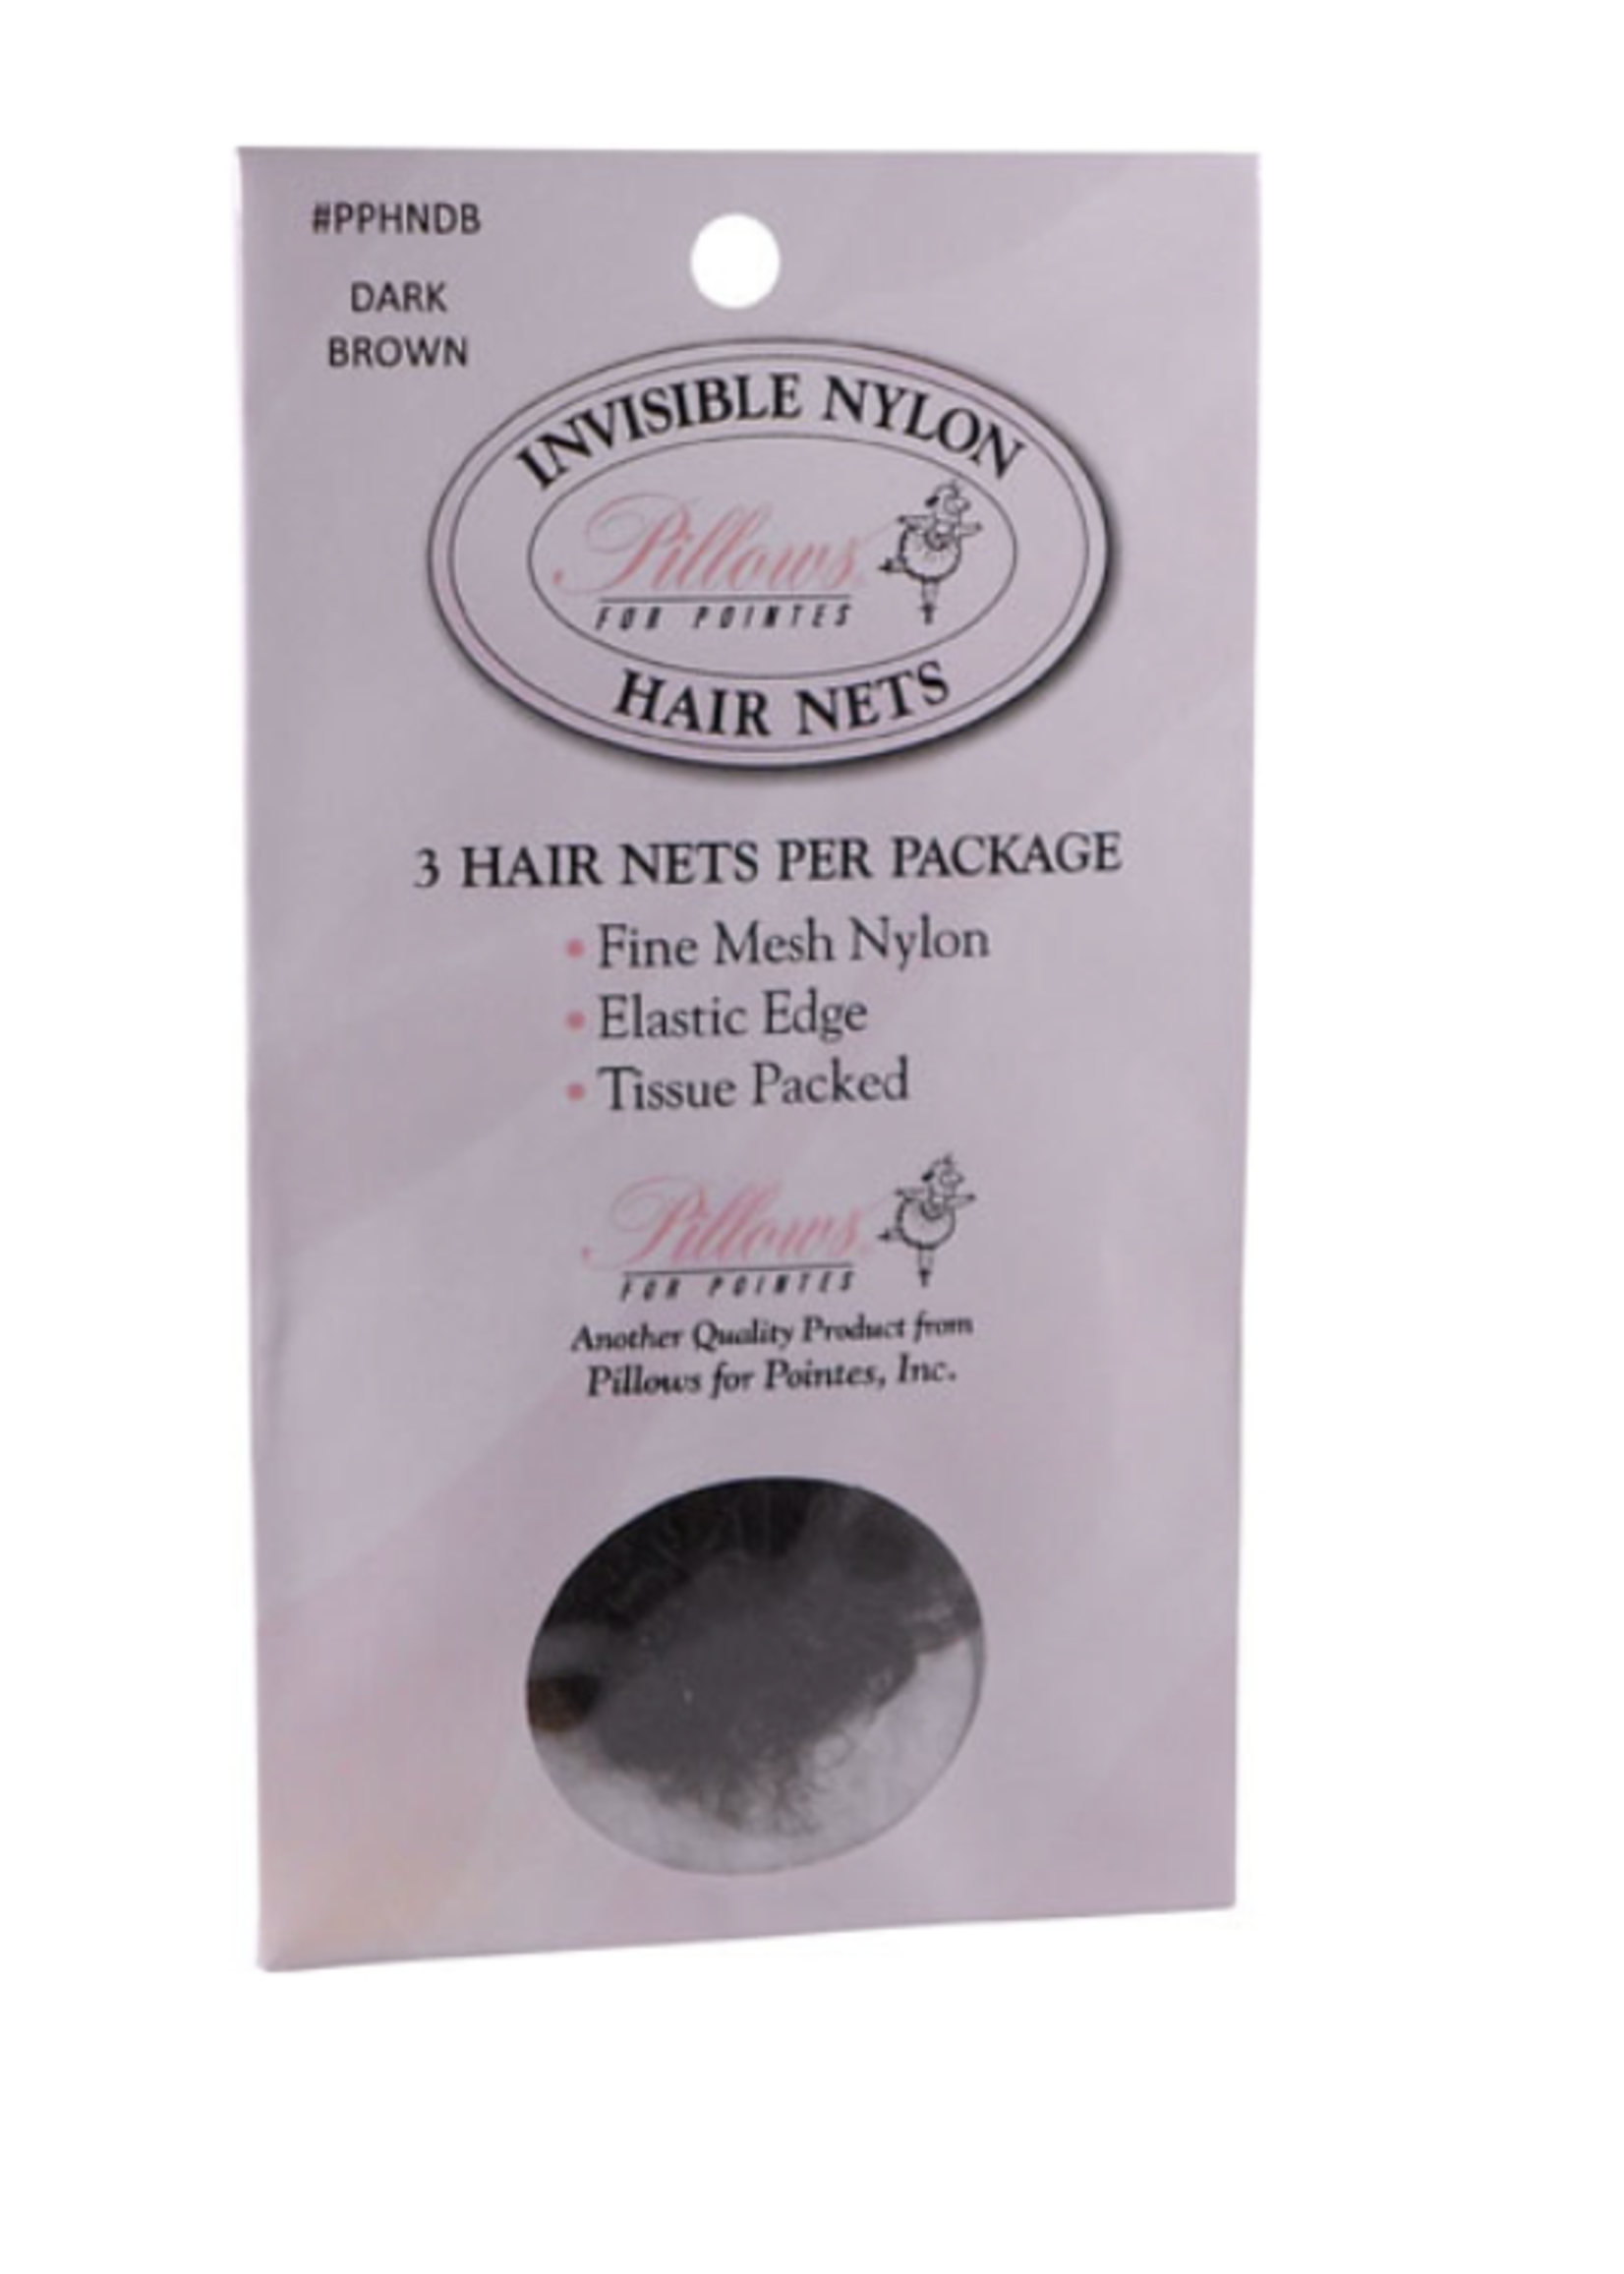 #PPHNDB
DARK
BROWN
INVISIBLE NYLON
Pillows
FOR POINTES
HAIR NETS
3 HAIR NETS PER PACKAGE
• Fine Mesh Nylon
• Elastic Edge
• Tissue Packed
Pillows
FOR POINTES
Another Quality Product from
Pillows for Pointes, Inc.